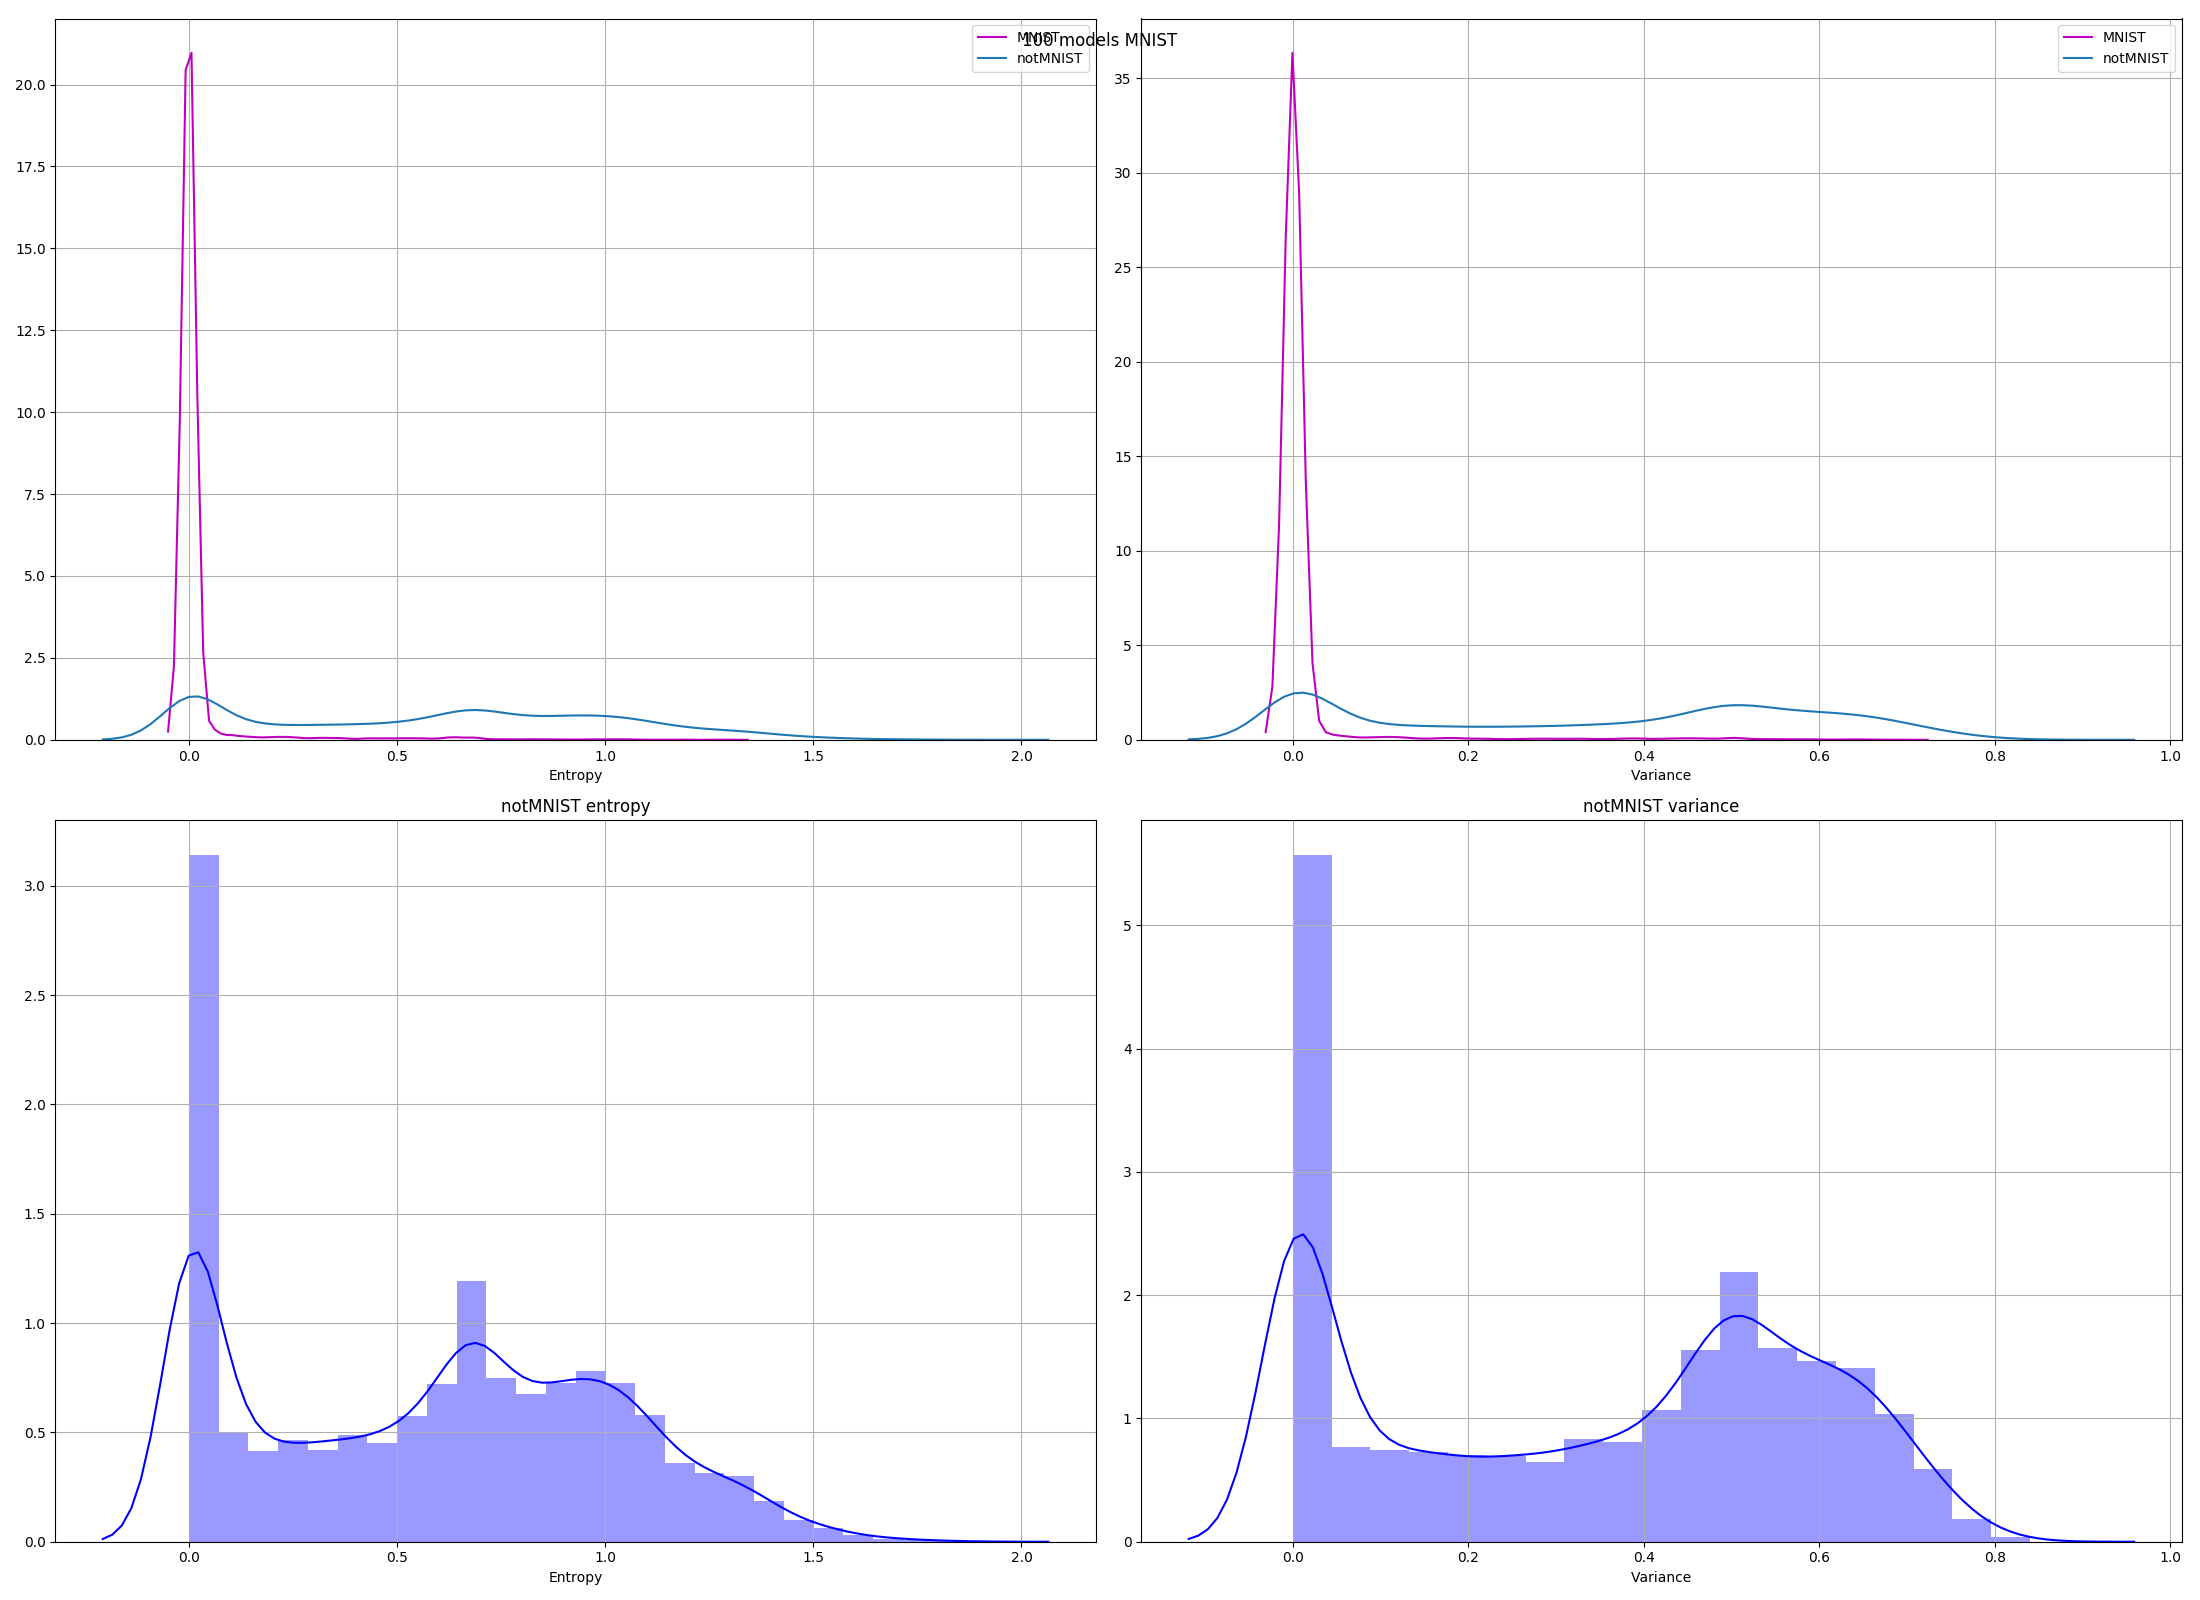 100 models MNIST
MNIST
notMNIST
20.0
17.5
15.0
12.5
10.0
7.5
5.0
2.5
0.0
0.0 0.5 1.0 1.5 2.0
Entropy
MNIST
notMNIST
35
30
25
20
15
10
5
0
0.0 0.2 0.4 0.6 0.8 1.0
Variance
notMNIST entropy
3.0
2.5
2.0
1.5
1.0
0.5
0.0
0.0 0.5 1.0 1.5 2.0
Entropy
notMNIST variance
5
4
3
2
1
0
0.0 0.2 0.4 0.6 0.8 1.0
Variance